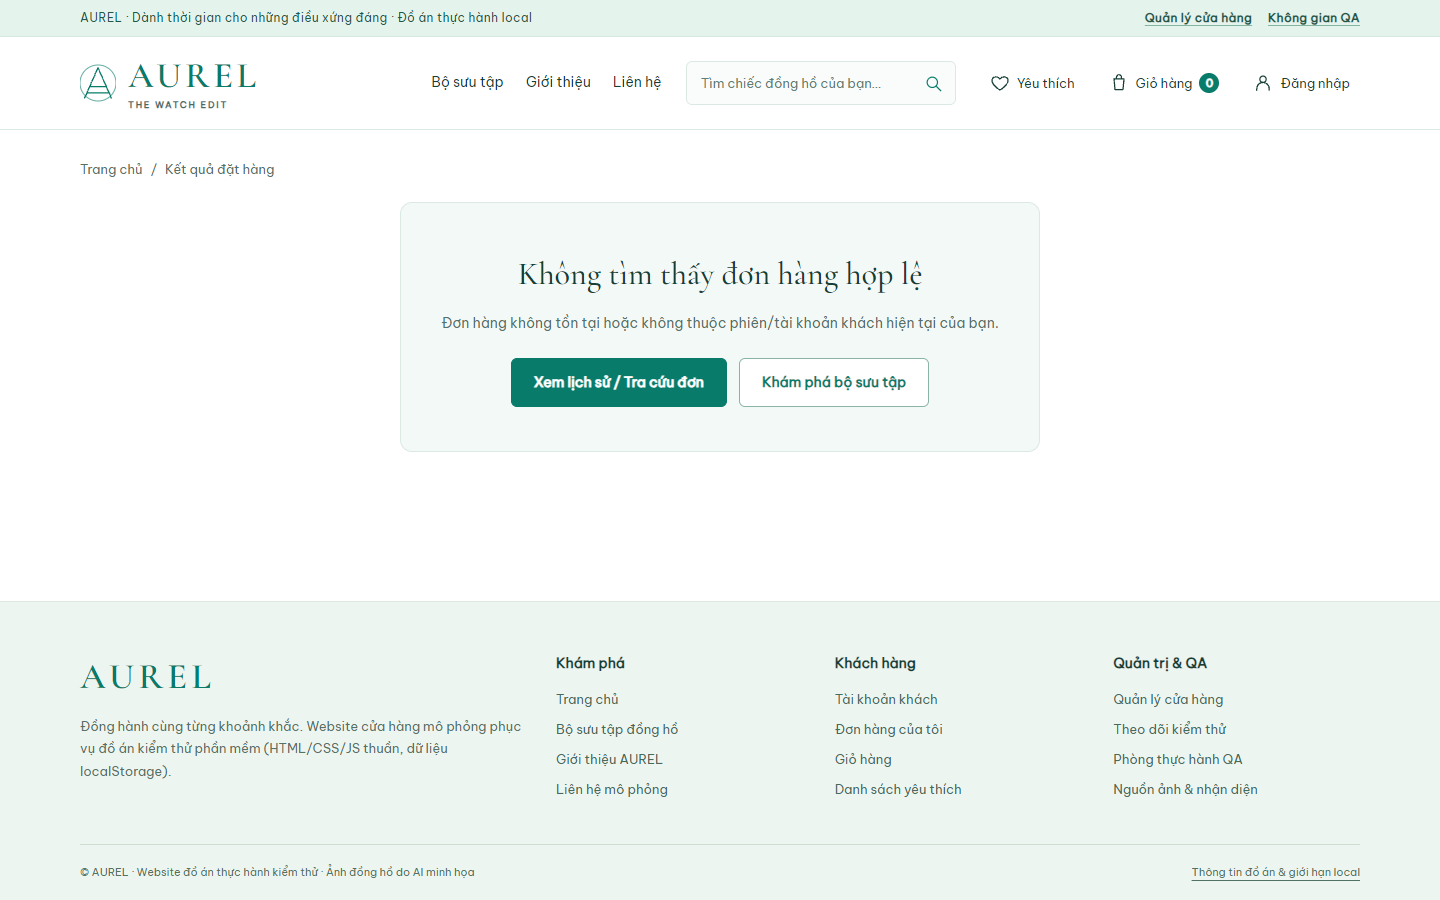 AUREL · Dành thời gian cho những điều xứng đáng · Đồ án thực hành local
Quản lý cửa hàng
Không gian QA
AUREL
THE WATCH EDIT
Bộ sưu tập
Giới thiệu
Liên hệ
Tìm chiếc đồng hồ của bạn...
Yêu thích
Giỏ hàng 0
Đăng nhập
Trang chủ / Kết quả đặt hàng
Không tìm thấy đơn hàng hợp lệ
Đơn hàng không tồn tại hoặc không thuộc phiên/tài khoản khách hiện tại của bạn.
Xem lịch sử / Tra cứu đơn
Khám phá bộ sưu tập
AUREL
Đồng hành cùng từng khoảnh khắc. Website cửa hàng mô phỏng phục
vụ đồ án kiểm thử phần mềm (HTML/CSS/JS thuần, dữ liệu
localStorage).
Khám phá
Trang chủ
Bộ sưu tập đồng hồ
Giới thiệu AUREL
Liên hệ mô phỏng
Khách hàng
Tài khoản khách
Đơn hàng của tôi
Giỏ hàng
Danh sách yêu thích
Quản trị & QA
Quản lý cửa hàng
Theo dõi kiểm thử
Phòng thực hành QA
Nguồn ảnh & nhận diện
© AUREL · Website đồ án thực hành kiểm thử · Ảnh đồng hồ do AI minh họa
Thông tin đồ án & giới hạn local